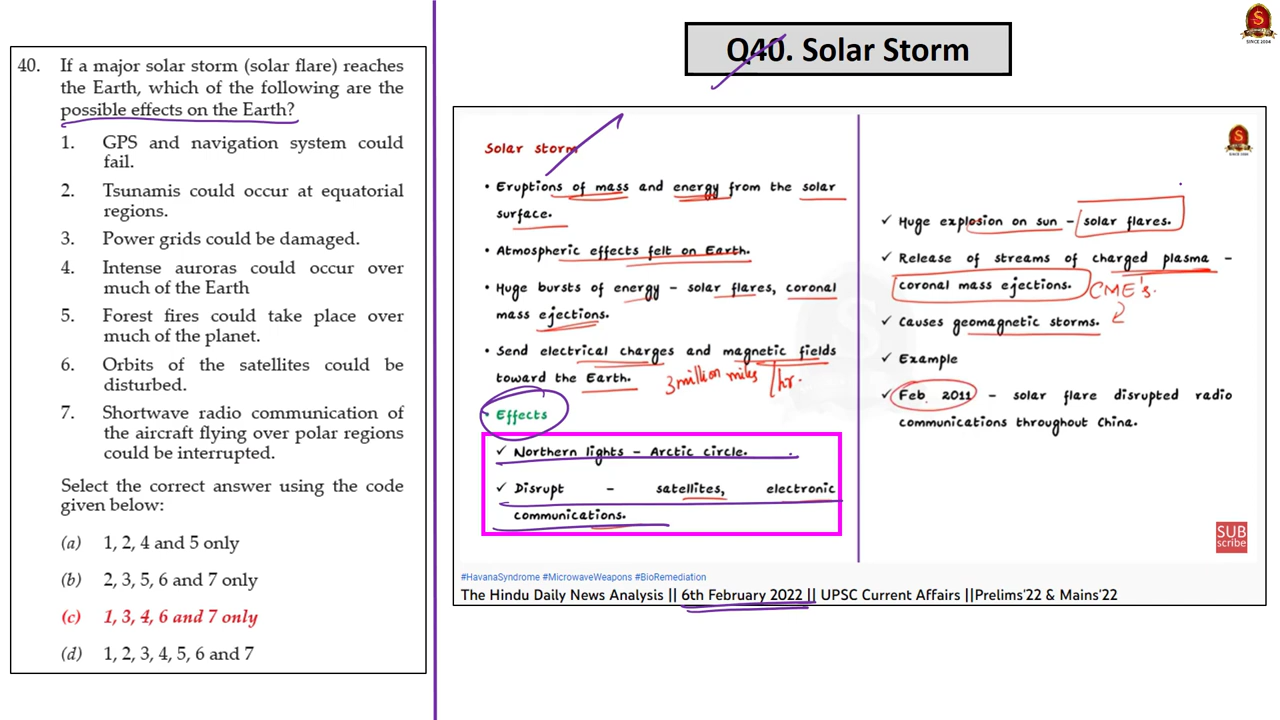 Q40. Solar Storm
SINCE 2004
40. If a major solar storm (solar flare) reaches
the Earth, which of the following are the
possible effects on the Earth?
1. GPS and navigation system could
fail.
2. Tsunamis could occur at equatorial
regions.
3. Power grids could be damaged.
4. Intense auroras could occur over
much of the Earth
5. Forest fires could take place over
much of the planet.
6. Orbits of the satellites could be
disturbed.
7. Shortwave radio communication of
the aircraft flying over polar regions
could be interrupted.
Select the correct answer using the code
given below:
(a) 1, 2, 4 and 5 only
(b) 2, 3, 5, 6 and 7 only
(c) 1, 3, 4, 6 and 7 only
(d) 1, 2, 3, 4, 5, 6 and 7
Solar storm
• Eruptions of mass and energy from the solar
surface.
• Atmospheric effects felt on Earth.
• Huge bursts of energy – solar flares, coronal
mass ejections.
• Send electrical charges and magnetic fields
toward the Earth.
3 million miles / hr.
• Effects
✓ Northern lights – Arctic circle.
✓ Disrupt – satellites, electronic
communications.
✓ Huge explosion on sun – solar flares.
✓ Release of streams of charged plasma –
coronal mass ejections. CME's.
✓ Causes geomagnetic storms.
✓ Example
✓ Feb. 2011 – solar flare disrupted radio
communications throughout China.
SUB
scribe
#HavanaSyndrome #MicrowaveWeapons #BioRemediation
The Hindu Daily News Analysis || 6th February 2022 || UPSC Current Affairs ||Prelims'22 & Mains'22